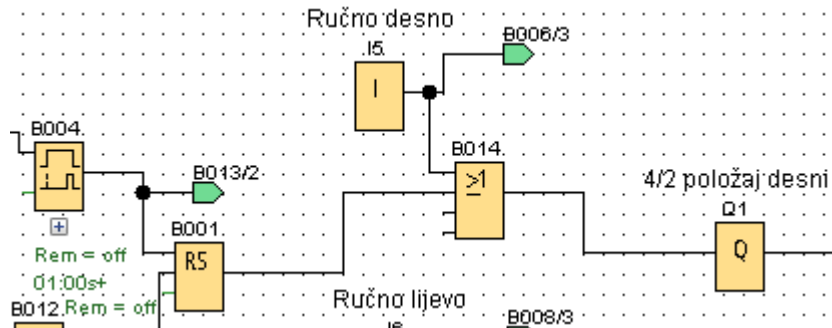 Ručno desno
I5
B006/3
I
B004
B014
B013/2
≥1
4/2 položaj desni
Q1
B001
RS
Q
Rem = off
01:00s+
B012
Rem = off
Ručno lijevo
I6
B008/3